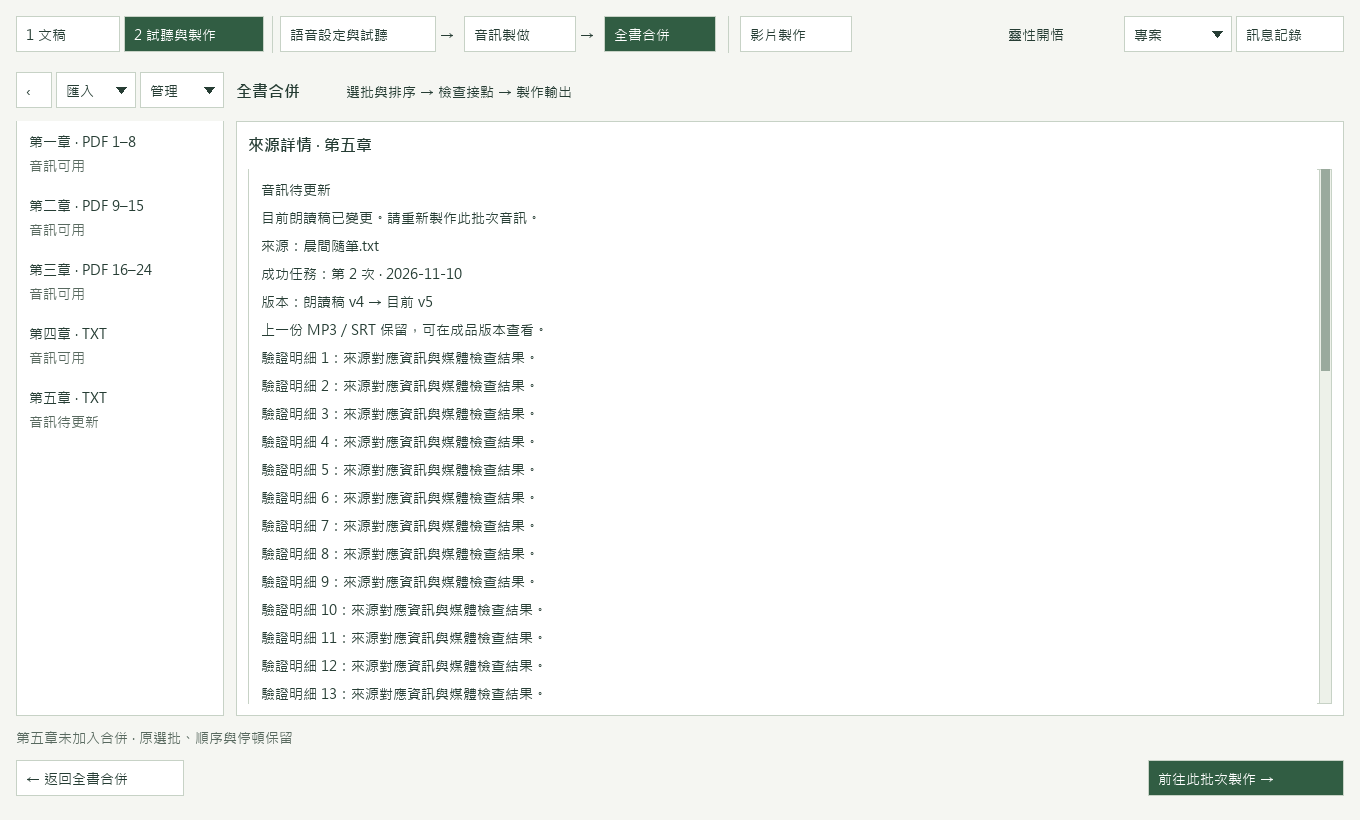 1 文稿
2 試聽與製作
語音設定與試聽
→
音訊製做
→
全書合併
影片製作
靈性開悟
專案
訊息記錄
‹
匯入
管理
全書合併
選批與排序 → 檢查接點 → 製作輸出
第一章 · PDF 1–8
音訊可用
第二章 · PDF 9–15
音訊可用
第三章 · PDF 16–24
音訊可用
第四章 · TXT
音訊可用
第五章 · TXT
音訊待更新
來源詳情 · 第五章
音訊待更新
目前朗讀稿已變更。請重新製作此批次音訊。
來源：晨間隨筆.txt
成功任務：第 2 次 · 2026-11-10
版本：朗讀稿 v4 → 目前 v5
上一份 MP3 / SRT 保留，可在成品版本查看。
驗證明細 1：來源對應資訊與媒體檢查結果。
驗證明細 2：來源對應資訊與媒體檢查結果。
驗證明細 3：來源對應資訊與媒體檢查結果。
驗證明細 4：來源對應資訊與媒體檢查結果。
驗證明細 5：來源對應資訊與媒體檢查結果。
驗證明細 6：來源對應資訊與媒體檢查結果。
驗證明細 7：來源對應資訊與媒體檢查結果。
驗證明細 8：來源對應資訊與媒體檢查結果。
驗證明細 9：來源對應資訊與媒體檢查結果。
驗證明細 10：來源對應資訊與媒體檢查結果。
驗證明細 11：來源對應資訊與媒體檢查結果。
驗證明細 12：來源對應資訊與媒體檢查結果。
驗證明細 13：來源對應資訊與媒體檢查結果。
第五章未加入合併 · 原選批、順序與停頓保留
← 返回全書合併
前往此批次製作 →